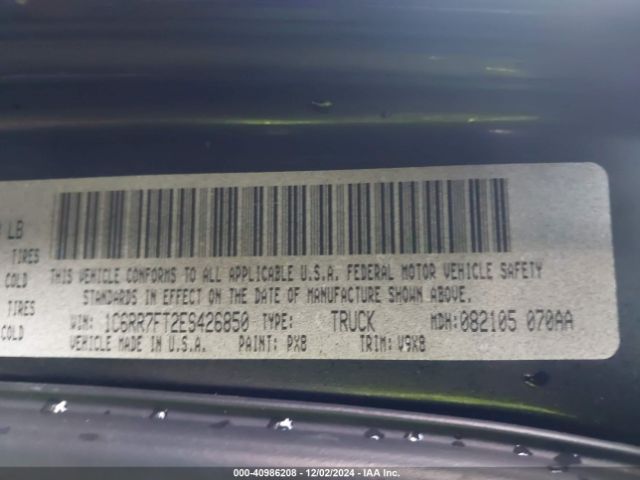 LB
TIRES
COLD
TIRES
COLD
THIS VEHICLE CONFORMS TO ALL APPLICABLE U.S.A. FEDERAL MOTOR VEHICLE SAFETY
STANDARDS IN EFFECT ON THE DATE OF MANUFACTURE SHOWN ABOVE.
VIN: 1C6RR7FT2ES426850 TYPE: TRUCK MDH:082105 070AA
VEHICLE MADE IN U.S.A. PAINT: PX8 TRIM: V9X8
000-40986208 - 12/02/2024 - IAA Inc.